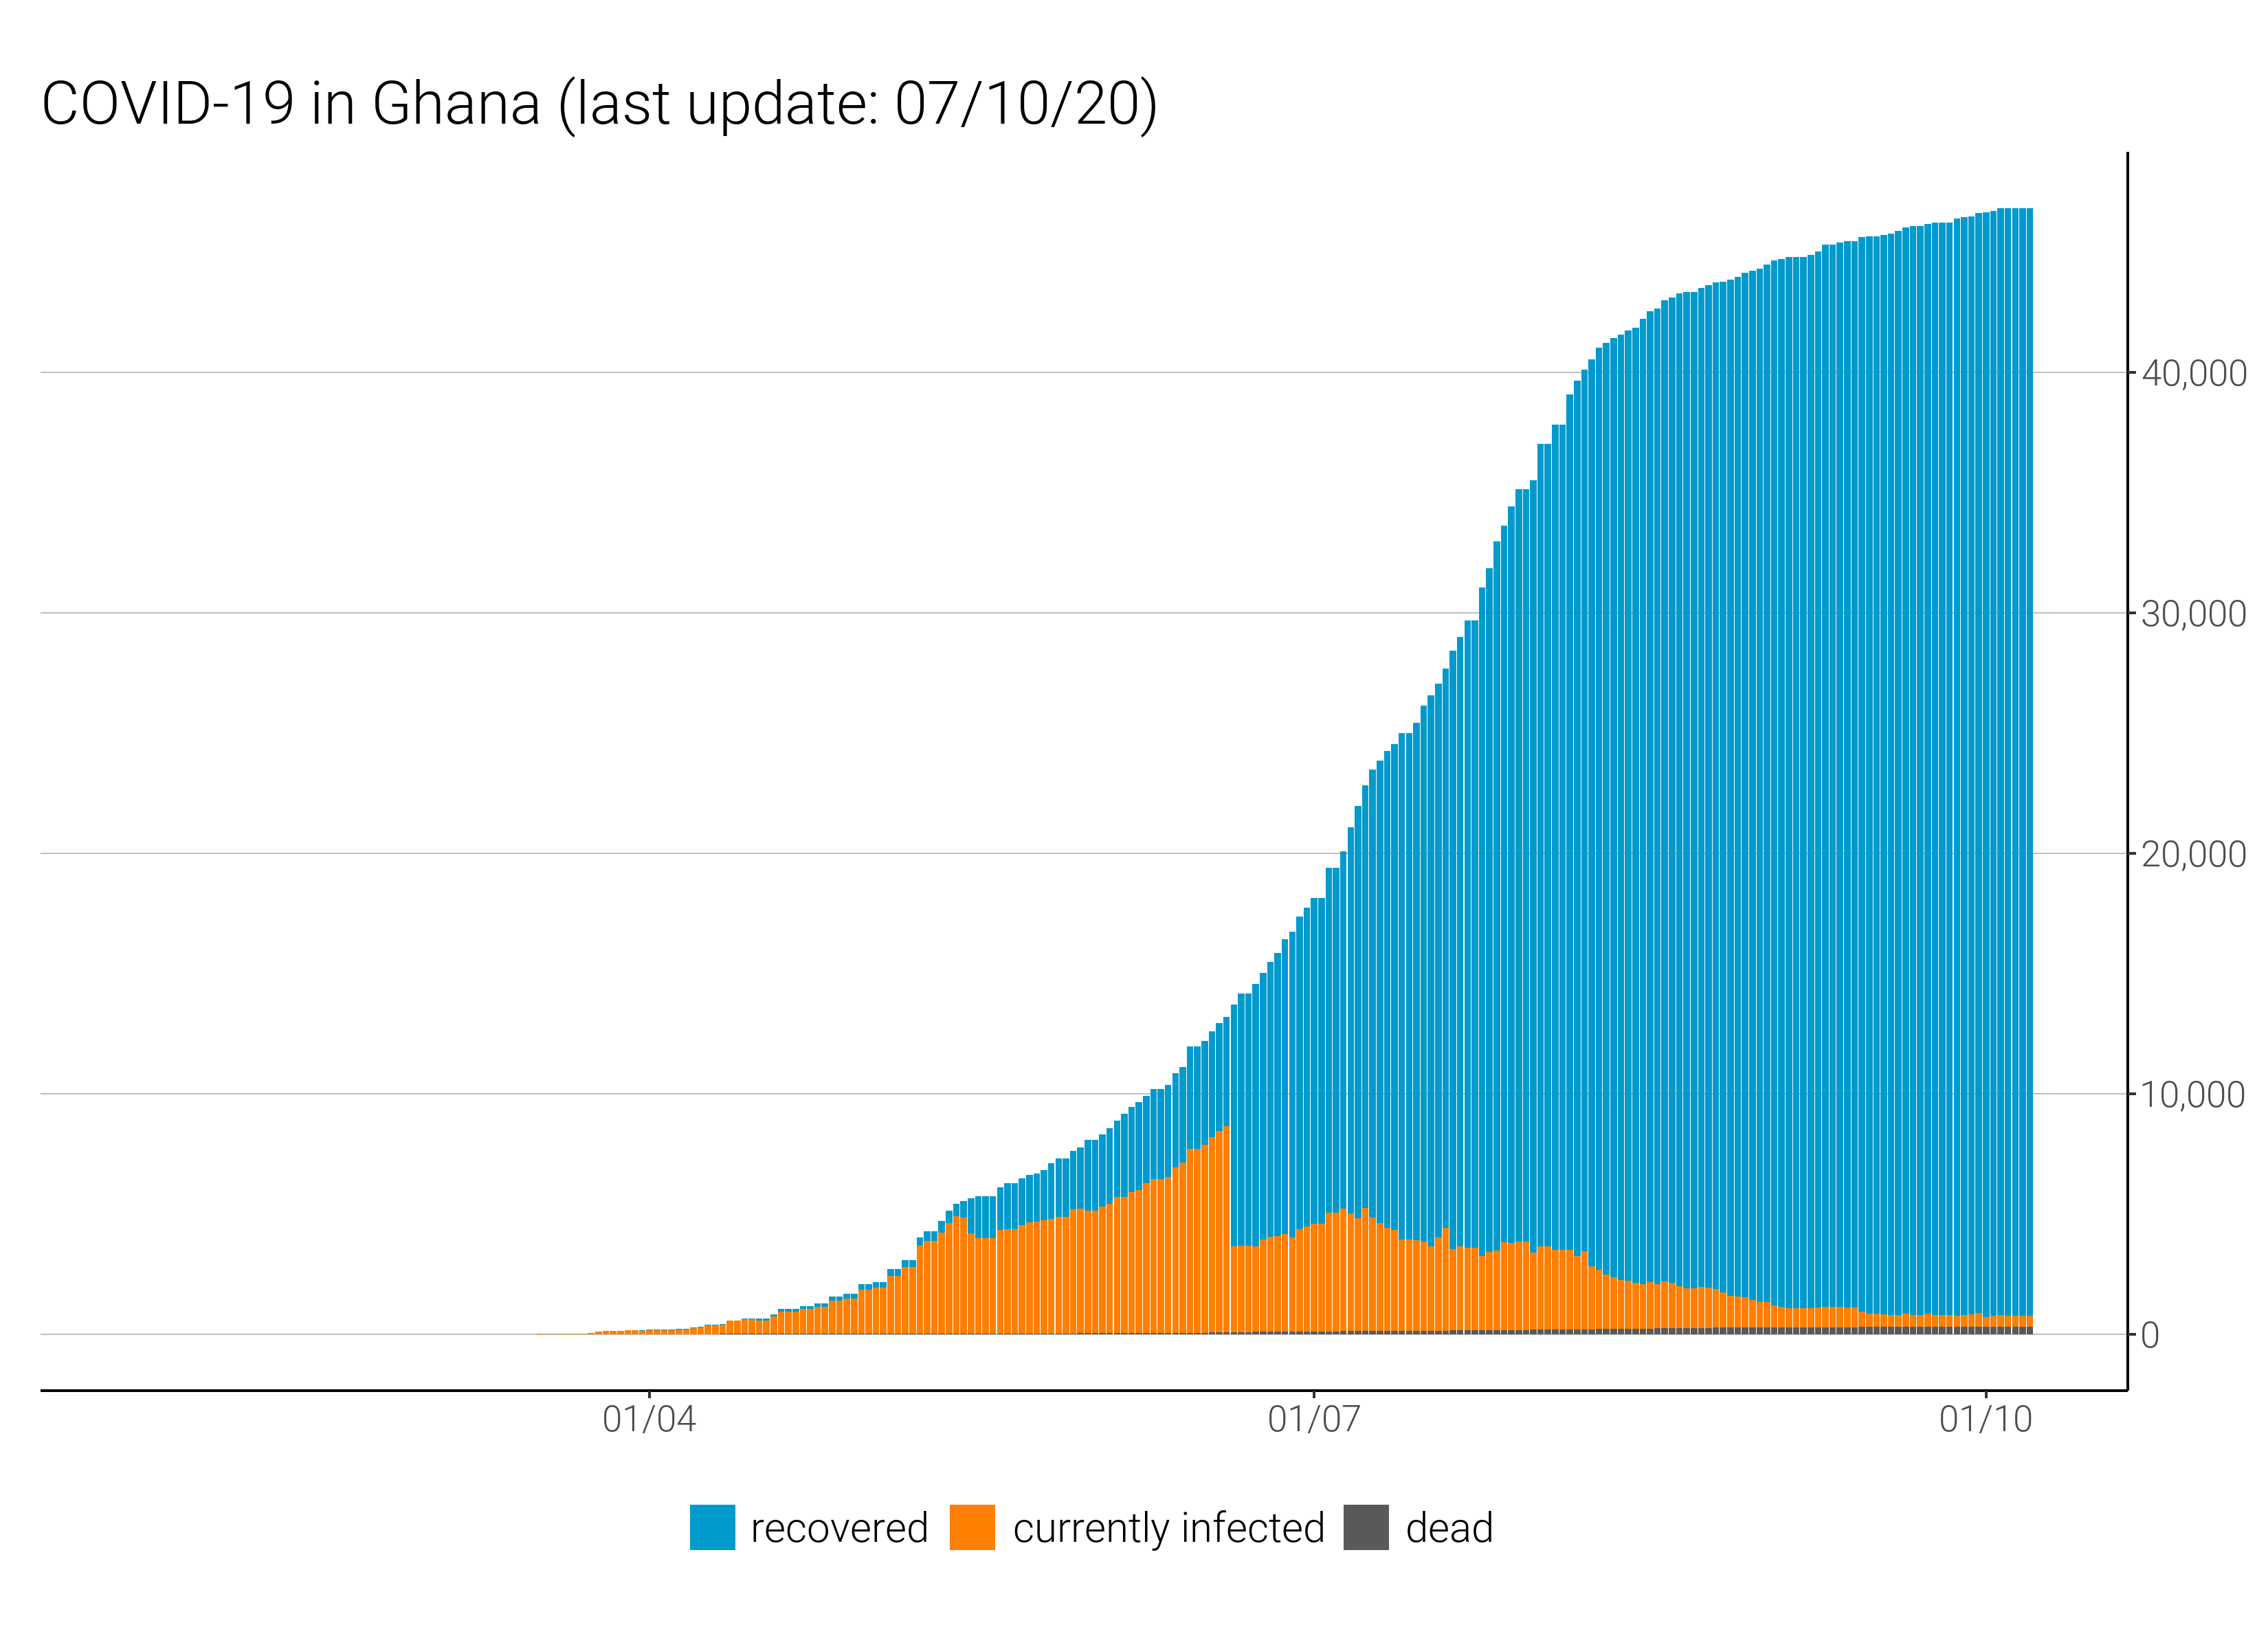 COVID-19 in Ghana (last update: 07/10/20)
40,000
30,000
20,000
10,000
0
01/04 01/07 01/10
recovered currently infected dead